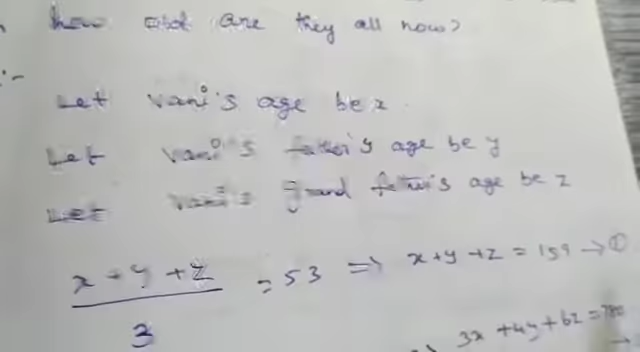 how old are they all now?
Let Vani's age be x
Let Vani's father's age be y
Let Vani's grand father's age be z
x + y + z / 3 = 53 => x + y + z = 159 → ①
3x + 4y + 6z =